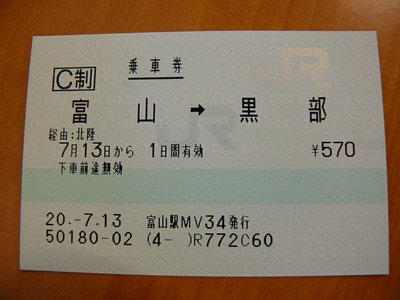 乗車券
C制
富山 → 黒部
経由:北陸
7月13日から 1日間有効 ¥570
下車前途無効
20.-7.13 富山駅MV34発行
50180-02 (4- )R772C60
JR
JR